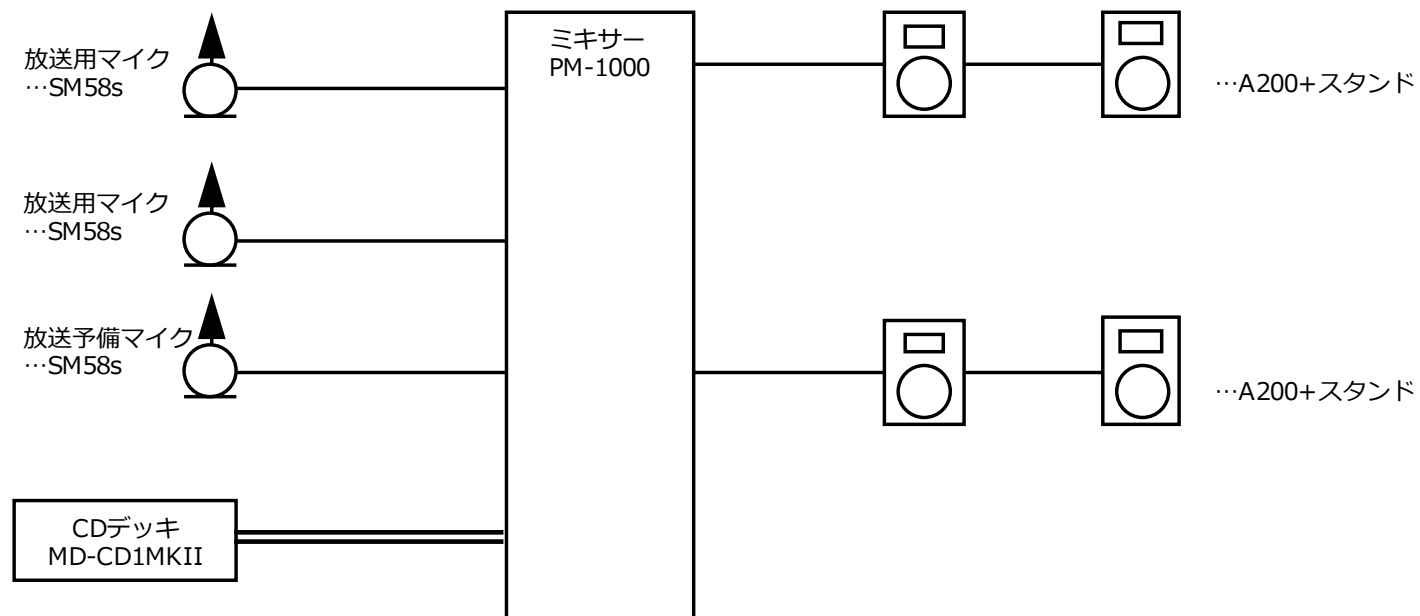 放送用マイク
…SM58s
放送用マイク
…SM58s
放送予備マイク
…SM58s
CDデッキ
MD-CD1MKII
ミキサー
PM-1000
…A200+スタンド
…A200+スタンド